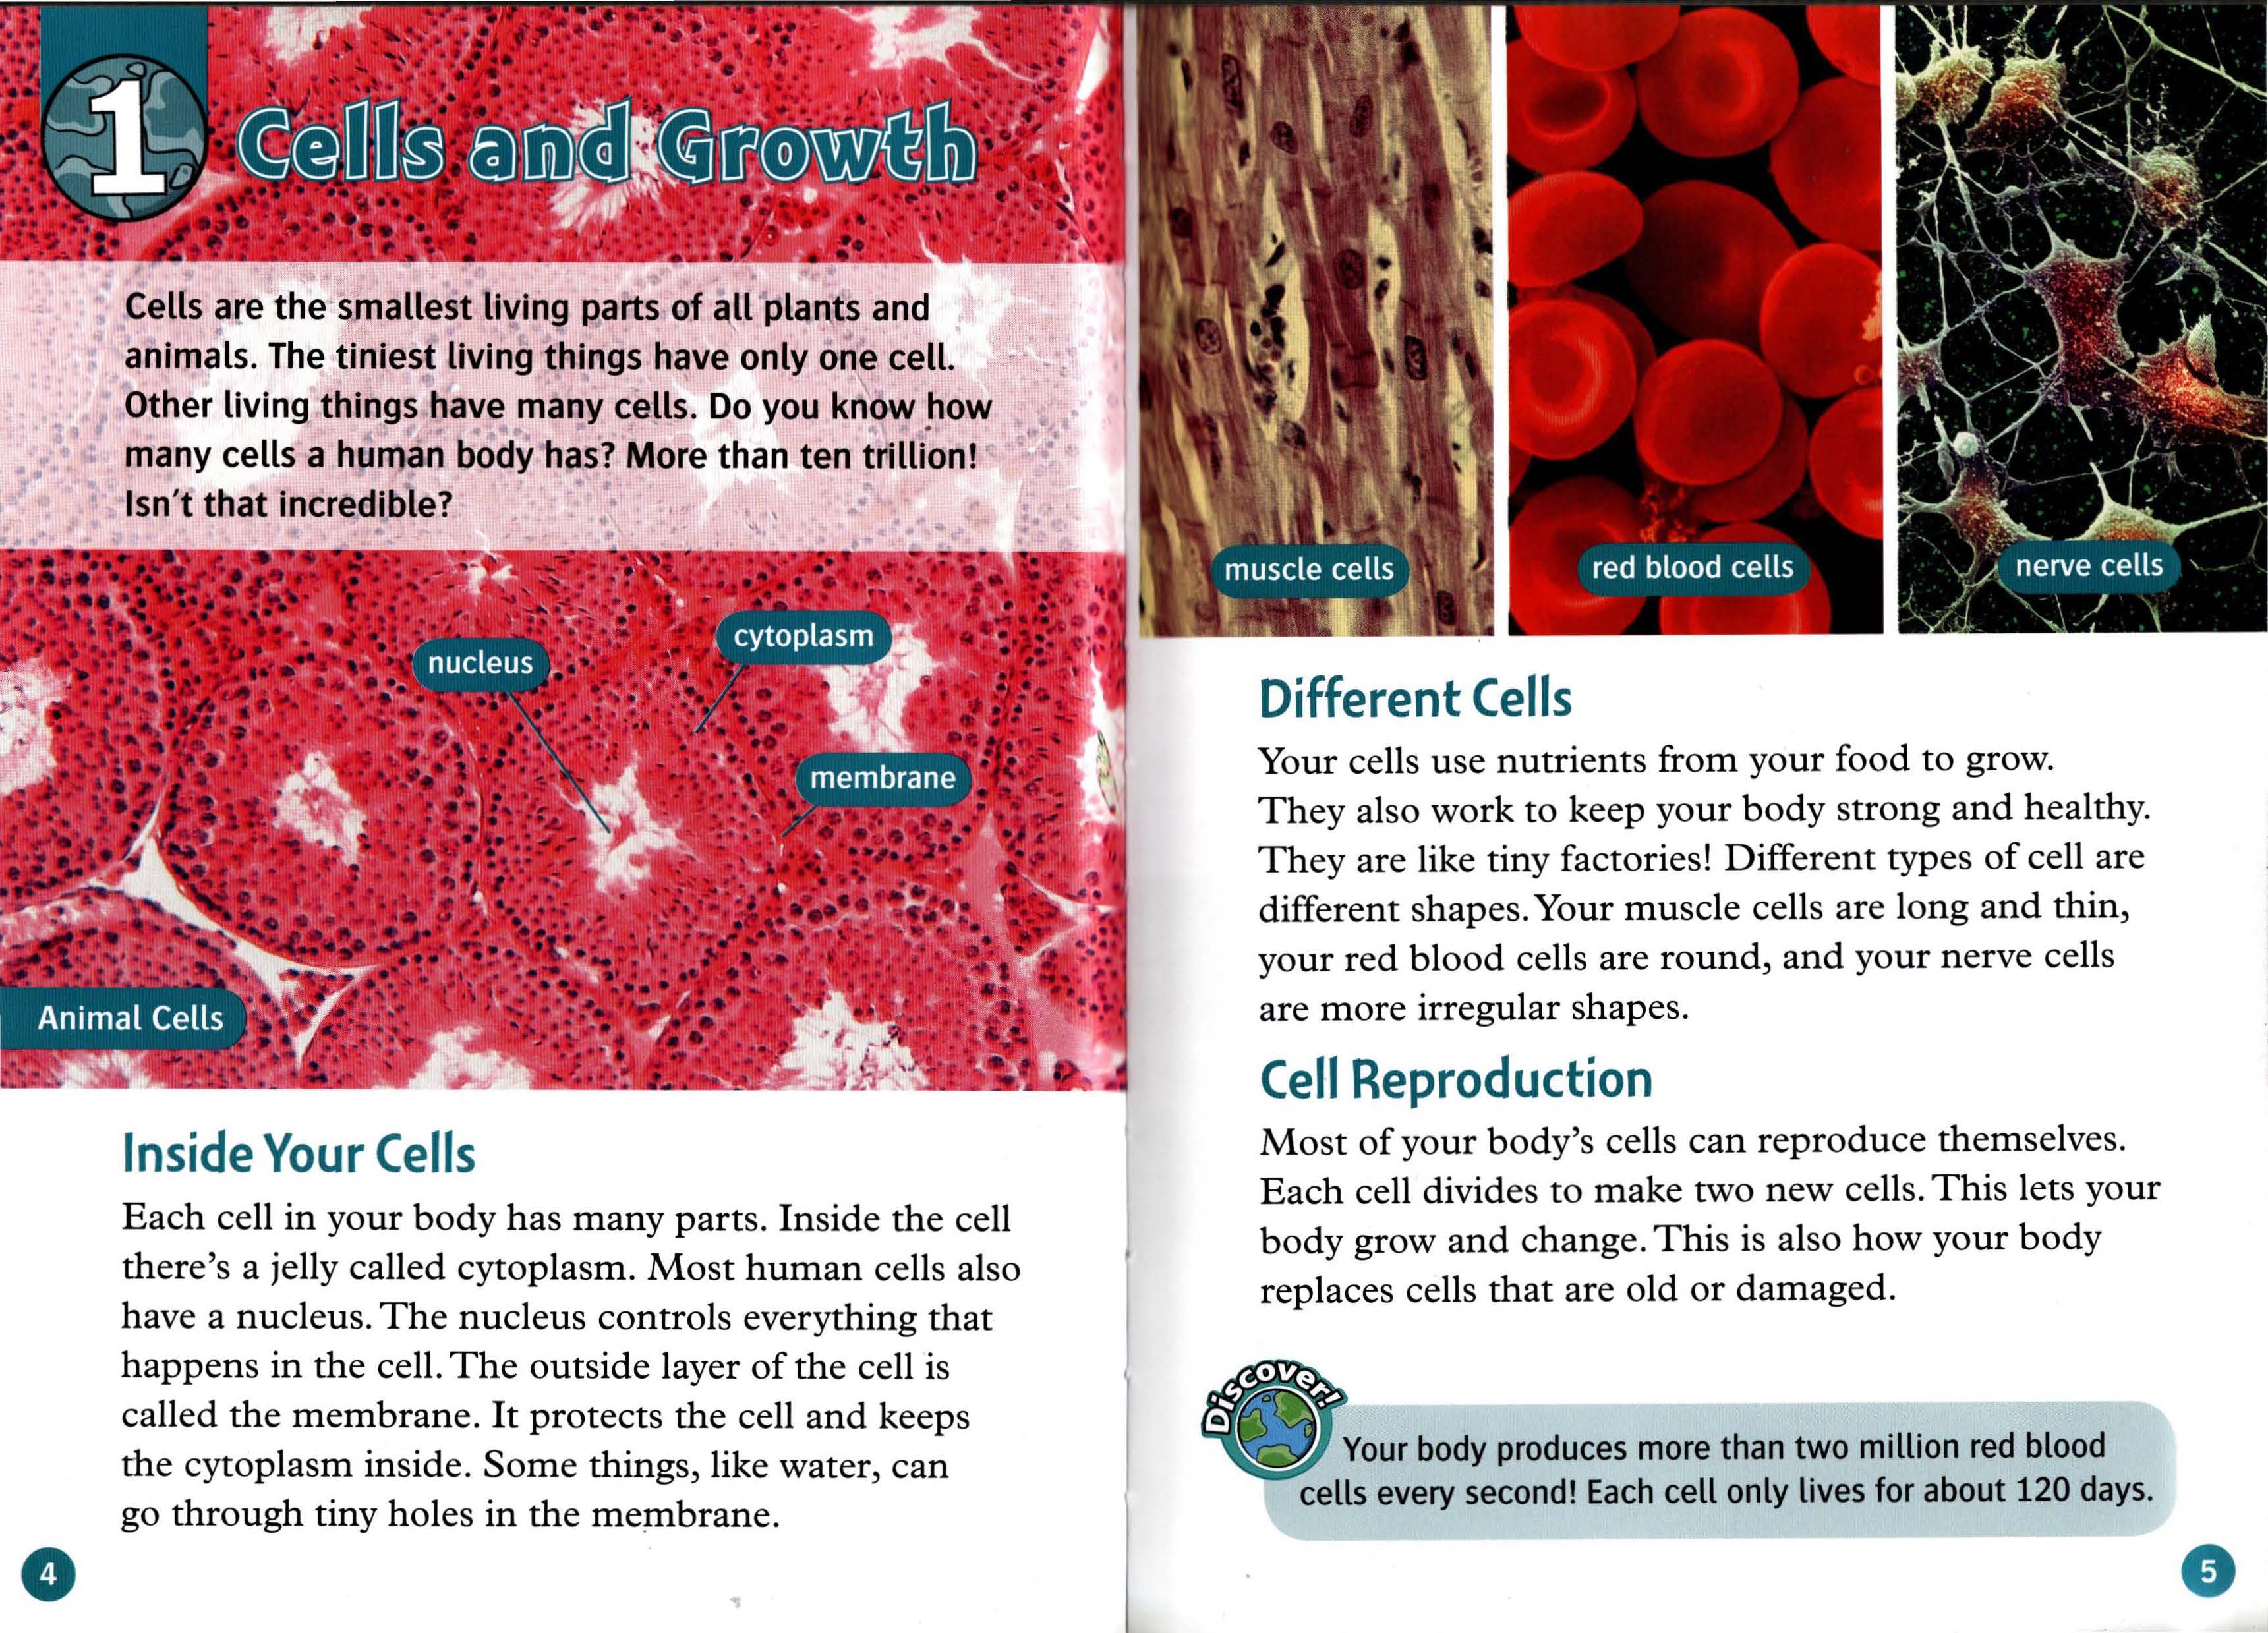 1
Cells and Growth
Cells are the smallest living parts of all plants and
animals. The tiniest living things have only one cell.
Other living things have many cells. Do you know how
many cells a human body has? More than ten trillion!
Isn't that incredible?
nucleus
cytoplasm
membrane
Animal Cells
Inside Your Cells
Each cell in your body has many parts. Inside the cell
there's a jelly called cytoplasm. Most human cells also
have a nucleus. The nucleus controls everything that
happens in the cell. The outside layer of the cell is
called the membrane. It protects the cell and keeps
the cytoplasm inside. Some things, like water, can
go through tiny holes in the membrane.
4
muscle cells
red blood cells
nerve cells
Different Cells
Your cells use nutrients from your food to grow.
They also work to keep your body strong and healthy.
They are like tiny factories! Different types of cell are
different shapes. Your muscle cells are long and thin,
your red blood cells are round, and your nerve cells
are more irregular shapes.
Cell Reproduction
Most of your body's cells can reproduce themselves.
Each cell divides to make two new cells. This lets your
body grow and change. This is also how your body
replaces cells that are old or damaged.
Discover!
Your body produces more than two million red blood
cells every second! Each cell only lives for about 120 days.
5